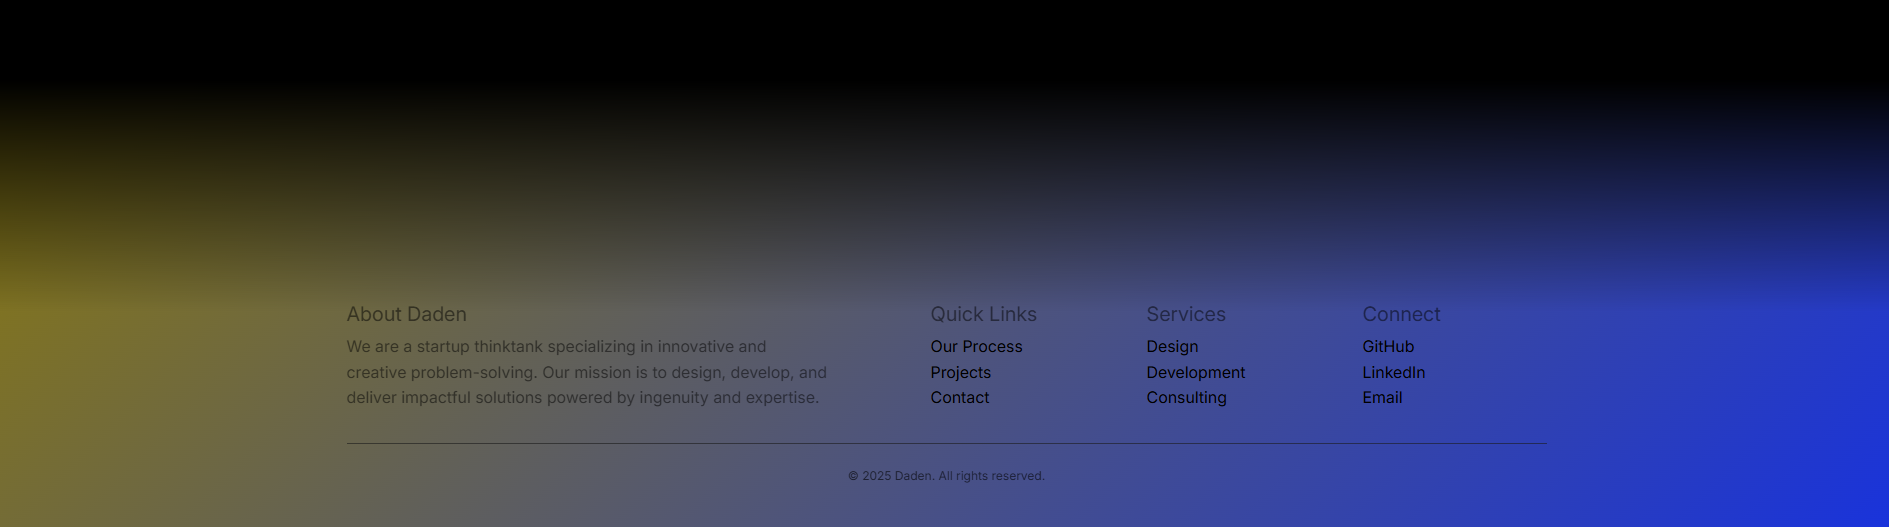 About Daden
We are a startup thinktank specializing in innovative and
creative problem-solving. Our mission is to design, develop, and
deliver impactful solutions powered by ingenuity and expertise.
Quick Links
Our Process
Projects
Contact
Services
Design
Development
Consulting
Connect
GitHub
LinkedIn
Email
© 2025 Daden. All rights reserved.